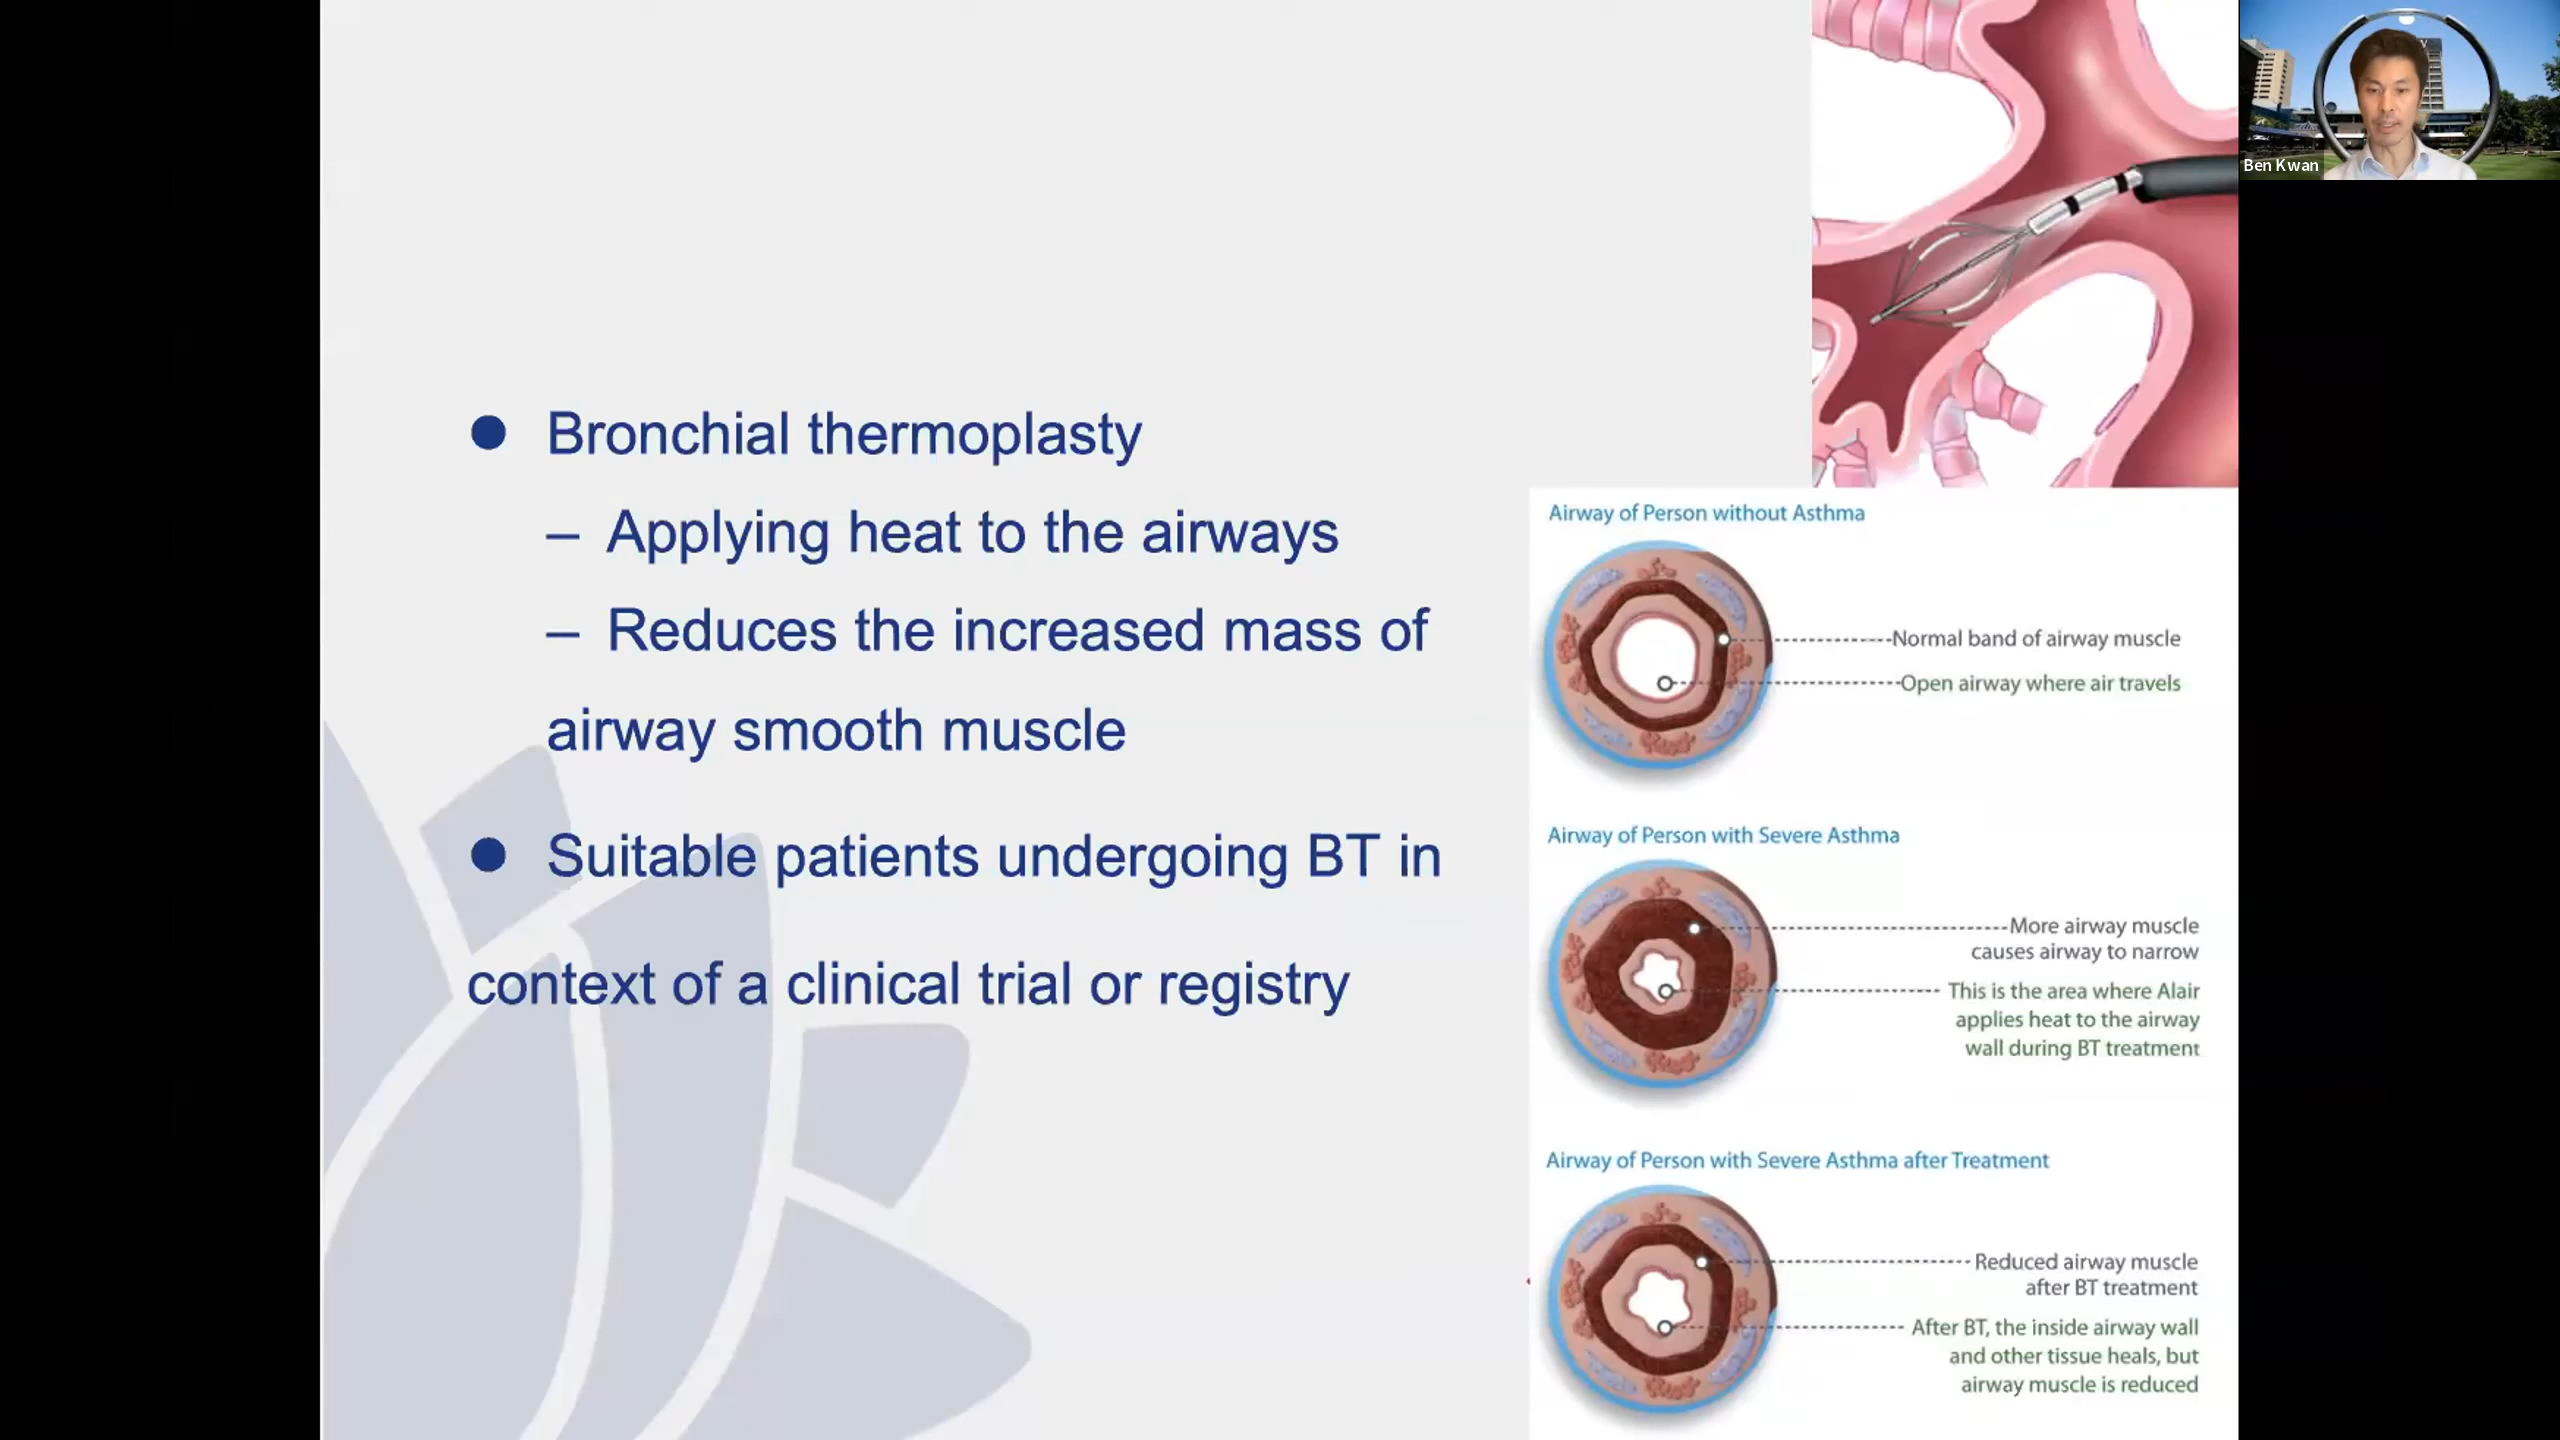 Bronchial thermoplasty
– Applying heat to the airways
– Reduces the increased mass of
airway smooth muscle
Suitable patients undergoing BT in
context of a clinical trial or registry
Airway of Person without Asthma
Normal band of airway muscle
Open airway where air travels
Airway of Person with Severe Asthma
More airway muscle
causes airway to narrow
This is the area where Alair
applies heat to the airway
wall during BT treatment
Airway of Person with Severe Asthma after Treatment
Reduced airway muscle
after BT treatment
After BT, the inside airway wall
and other tissue heals, but
airway muscle is reduced
Ben Kwan